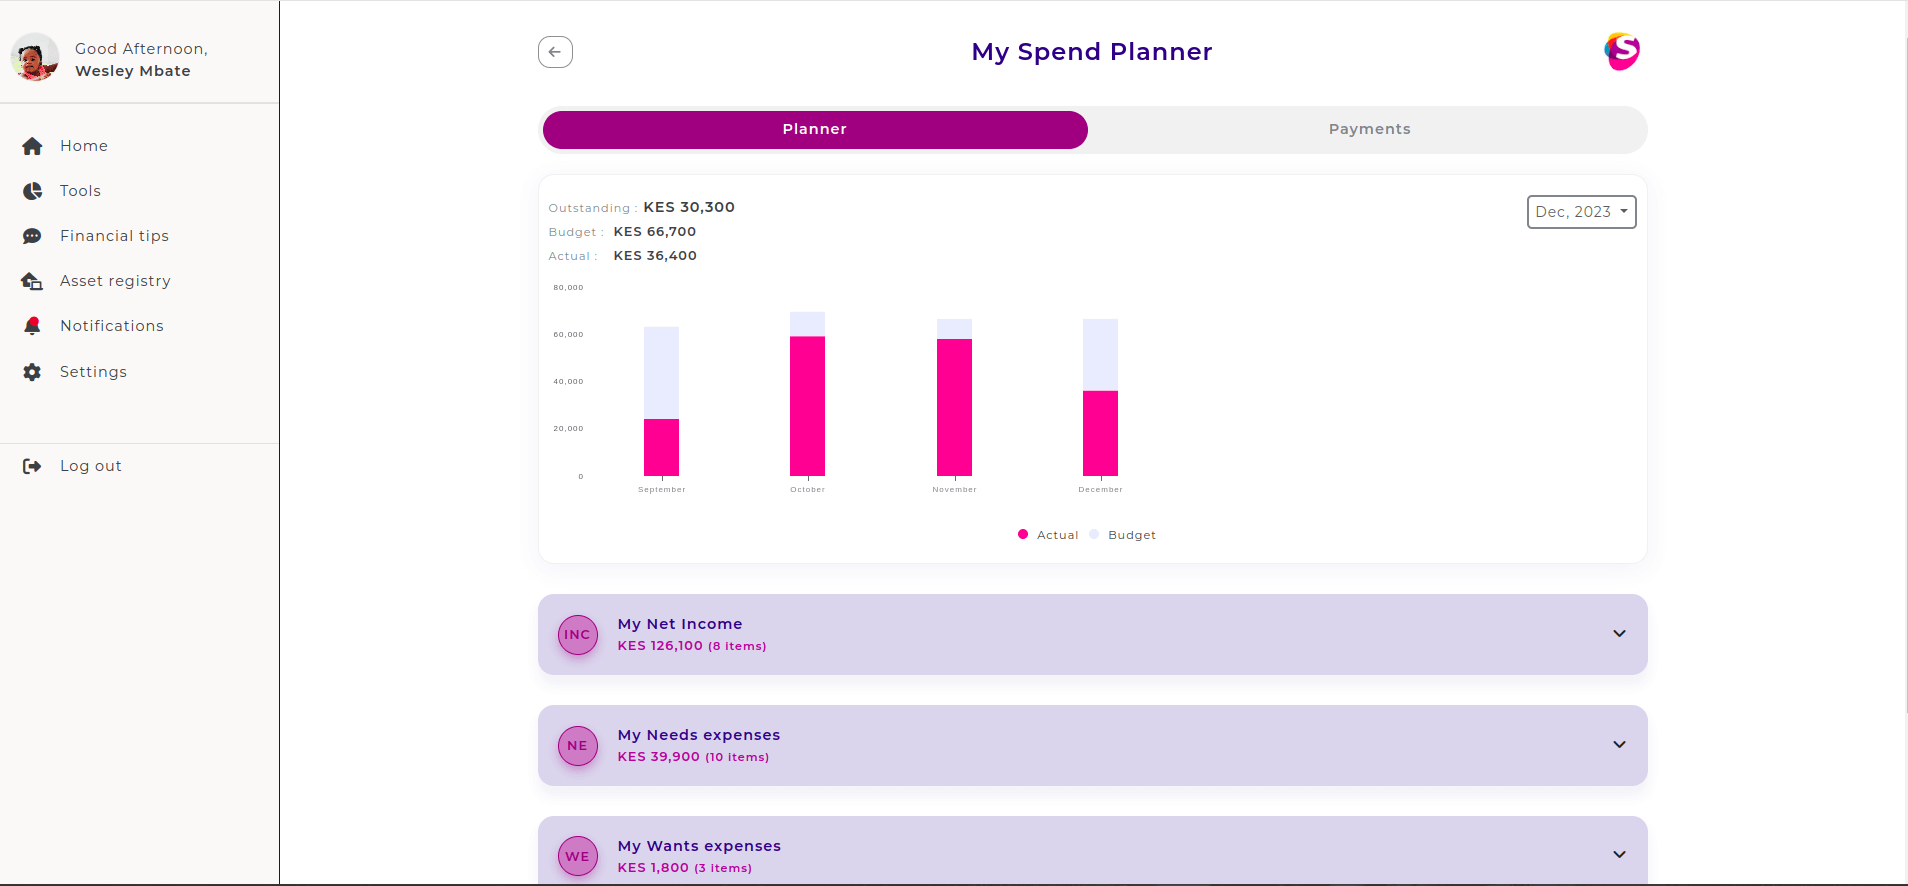 Good Afternoon,
Wesley Mbate
Home
Tools
Financial tips
Asset registry
Notifications
Settings
Log out
My Spend Planner
S
Planner
Payments
Outstanding : KES 30,300
Budget : KES 66,700
Actual : KES 36,400
Dec, 2023
80,000
60,000
40,000
20,000
0
September
October
November
December
Actual
Budget
INC
My Net Income
KES 126,100 (8 items)
NE
My Needs expenses
KES 39,900 (10 items)
WE
My Wants expenses
KES 1,800 (3 items)